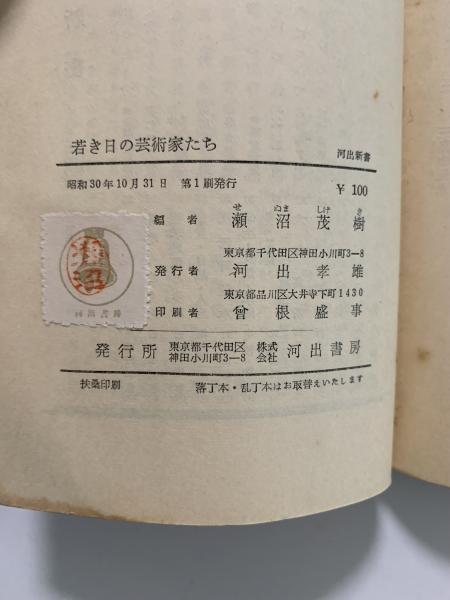 若き日の芸術家たち
河出新書
昭和30年10月31日 第1刷発行
¥100
せ ぬま しげ き
編者 瀬沼茂樹
東京都千代田区神田小川町3−8
発行者 河出孝雄
東京都品川区大井寺下町1430
印刷者 曾根盛事
発行所 東京都千代田区神田小川町3−8 株式会社 河出書房
扶桑印刷
落丁本・乱丁本はお取替えいたします
瀬沼
河出書房